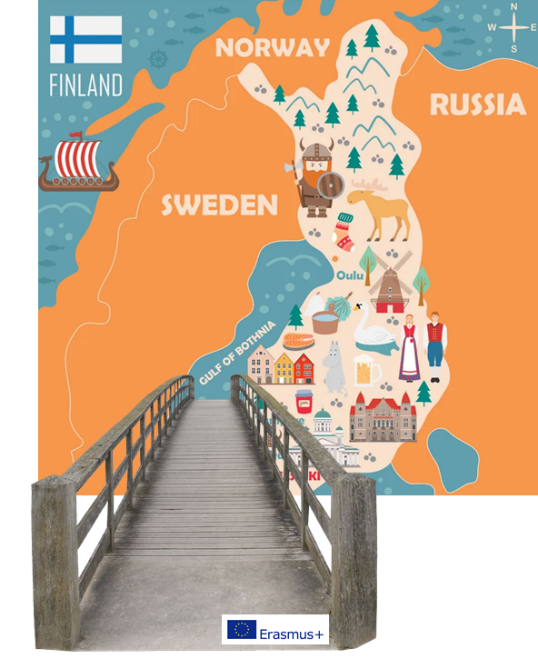 FINLAND
NORWAY
N
W E
S
RUSSIA
SWEDEN
Oulu
GULF OF BOTHNIA
Erasmus+